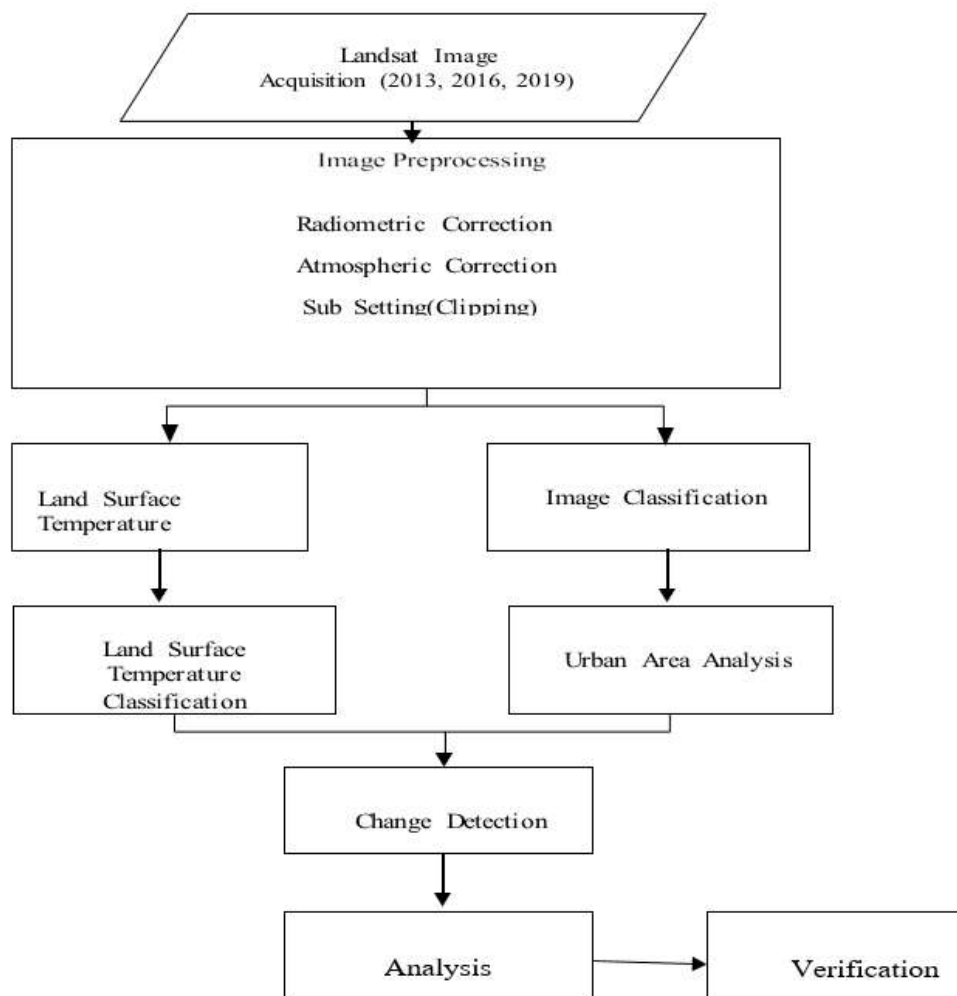 Landsat Image
Acquisition (2013, 2016, 2019)
Image Preprocessing
Radiometric Correction
Atmospheric Correction
Sub Setting(Clipping)
Land Surface
Temperature
Image Classification
Land Surface
Temperature
Classification
Urban Area Analysis
Change Detection
Analysis
Verification